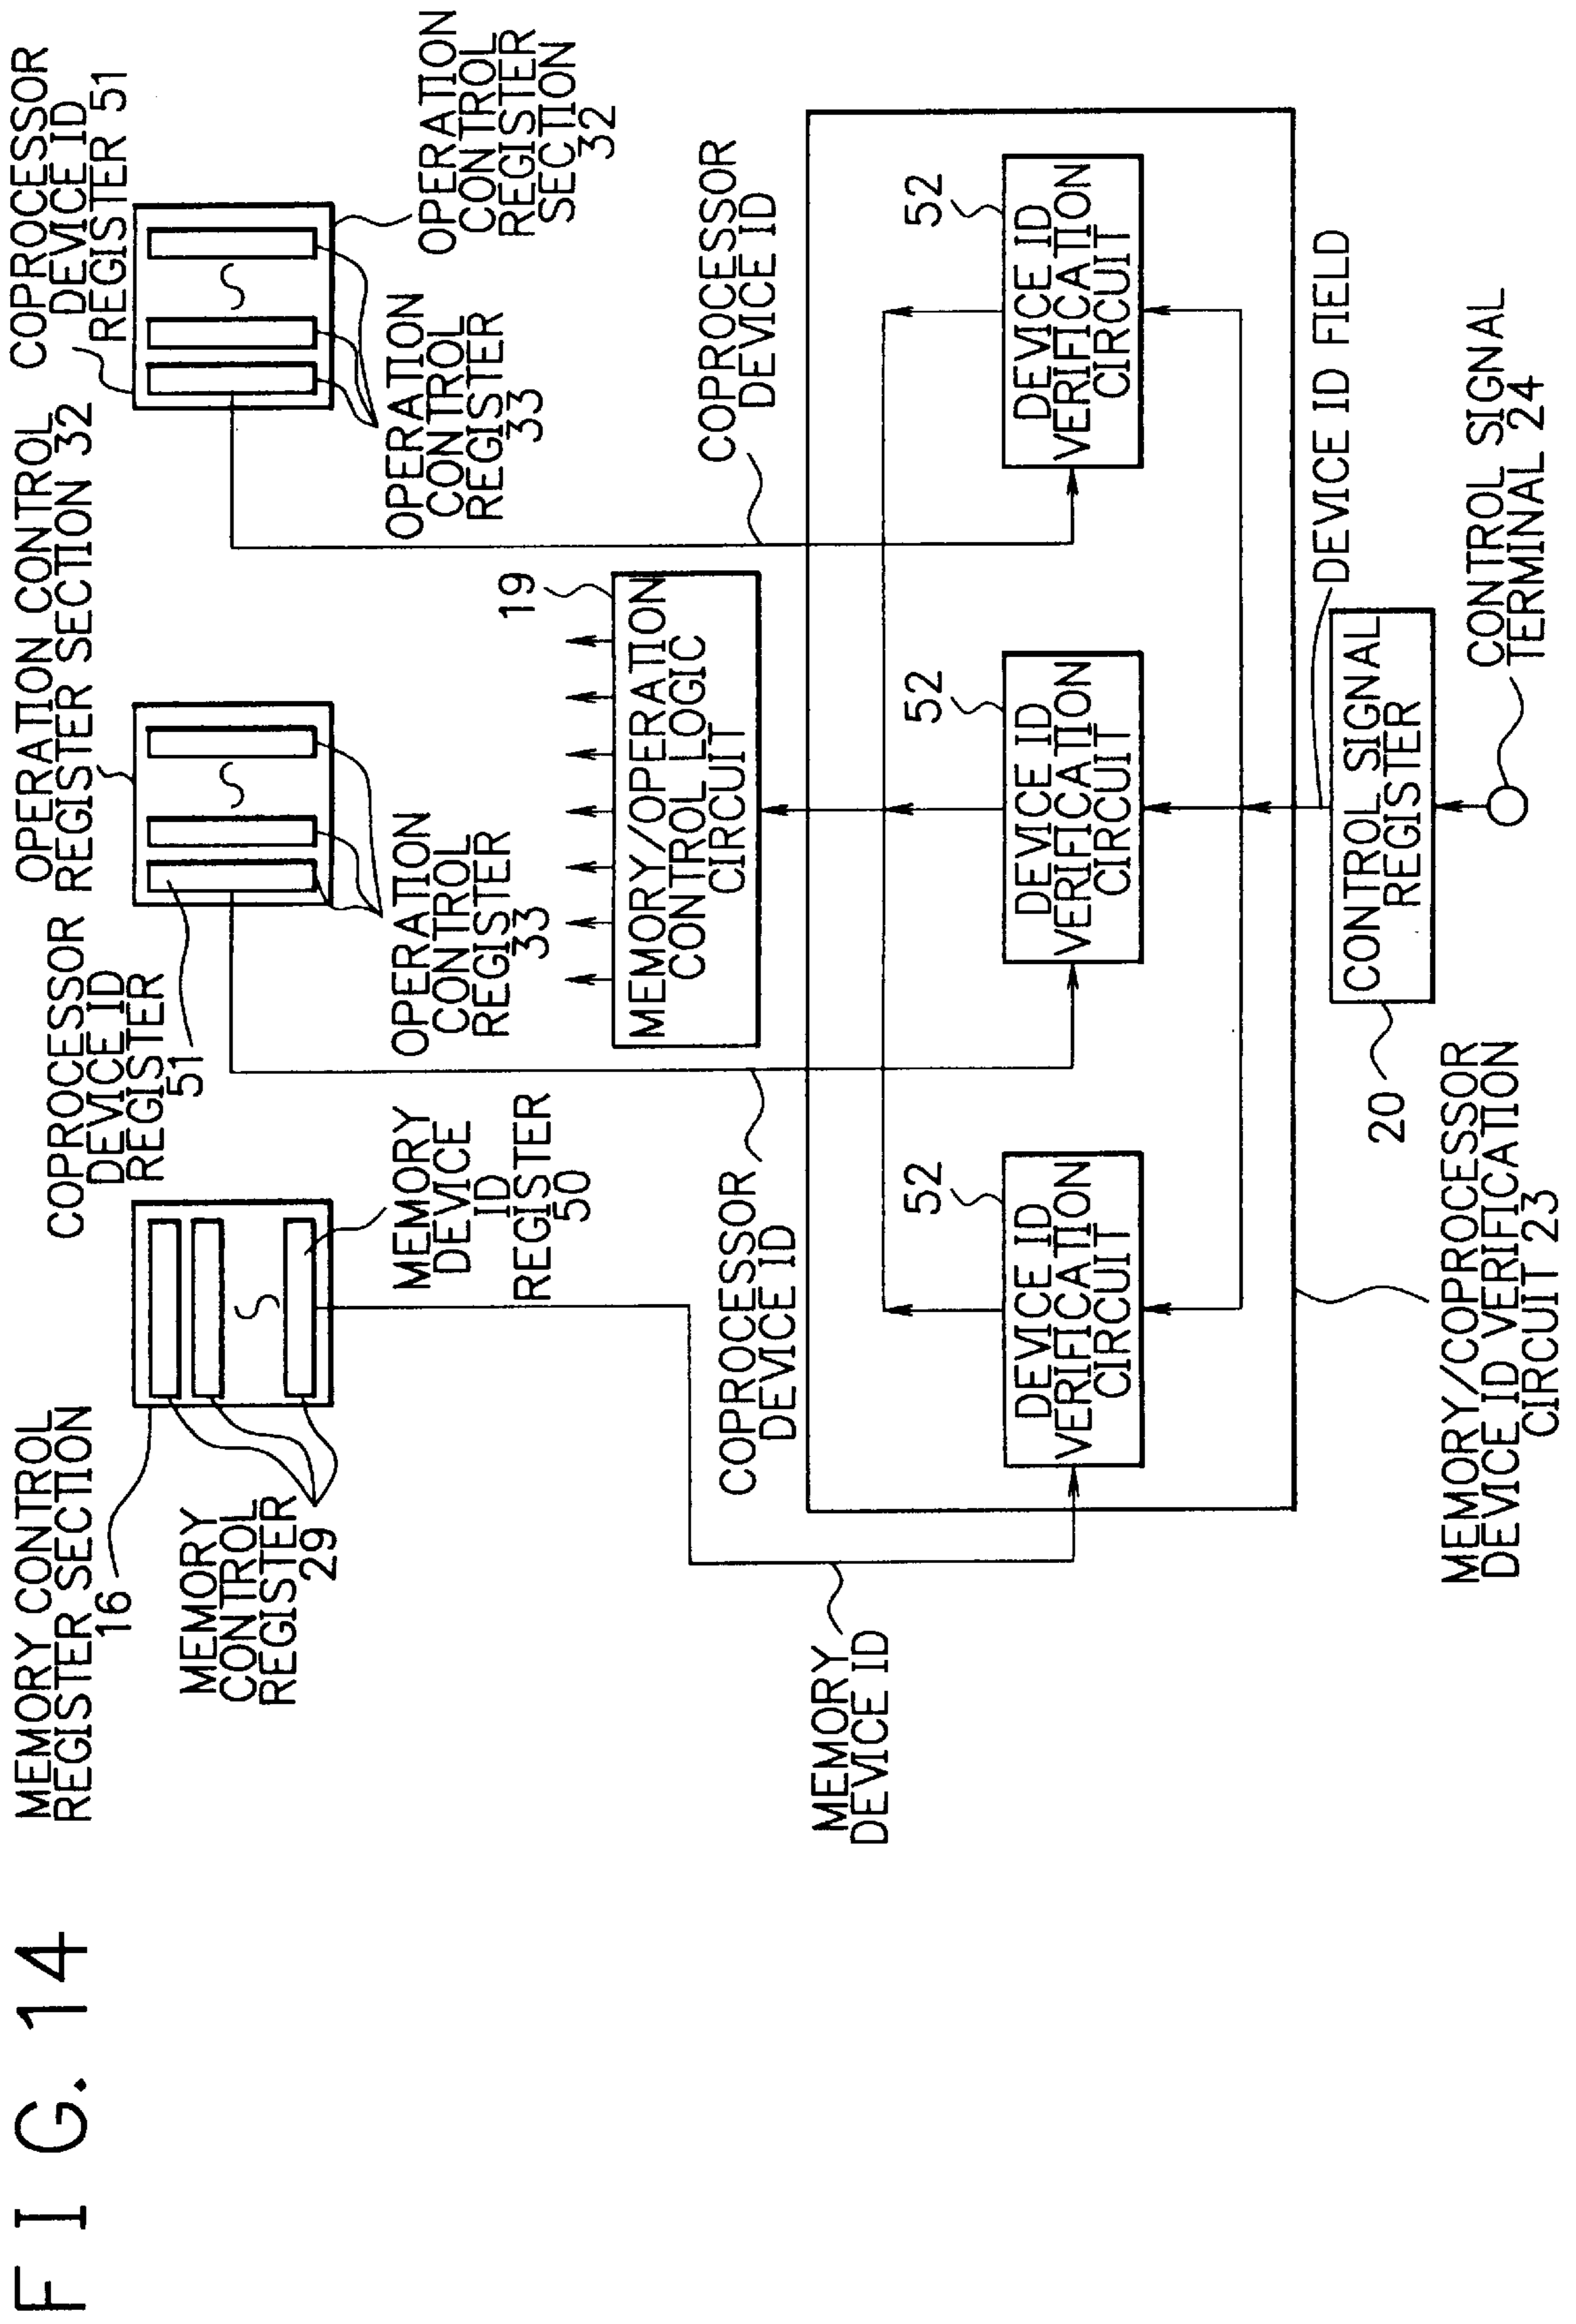 FIG. 14
MEMORY CONTROL
REGISTER SECTION
16
MEMORY
CONTROL
REGISTER
29
MEMORY
DEVICE
ID
REGISTER
50
COPROCESSOR
DEVICE ID
REGISTER
51
OPERATION CONTROL
REGISTER SECTION 32
OPERATION
CONTROL
REGISTER
33
COPROCESSOR
DEVICE ID
REGISTER 51
OPERATION
CONTROL
REGISTER
33
OPERATION
CONTROL
REGISTER
SECTION
32
19
MEMORY/OPERATION
CONTROL LOGIC
CIRCUIT
MEMORY
DEVICE ID
COPROCESSOR
DEVICE ID
COPROCESSOR
DEVICE ID
52
DEVICE ID
VERIFICATION
CIRCUIT
52
DEVICE ID
VERIFICATION
CIRCUIT
52
DEVICE ID
VERIFICATION
CIRCUIT
DEVICE ID FIELD
20
CONTROL SIGNAL
REGISTER
CONTROL SIGNAL
TERMINAL 24
MEMORY/COPROCESSOR
DEVICE ID VERIFICATION
CIRCUIT 23